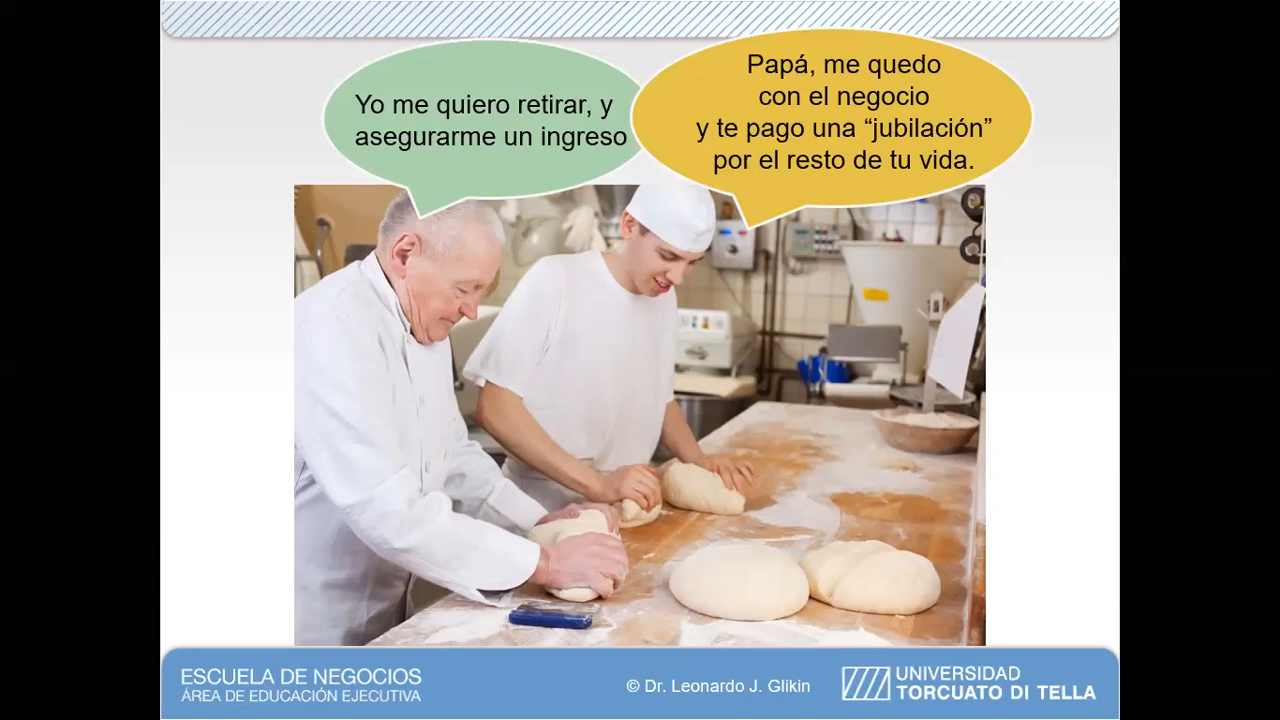 Yo me quiero retirar, y
asegurarme un ingreso
Papá, me quedo
con el negocio
y te pago una “jubilación”
por el resto de tu vida.
ESCUELA DE NEGOCIOS
ÁREA DE EDUCACIÓN EJECUTIVA
© Dr. Leonardo J. Glikin
UNIVERSIDAD
TORCUATO DI TELLA